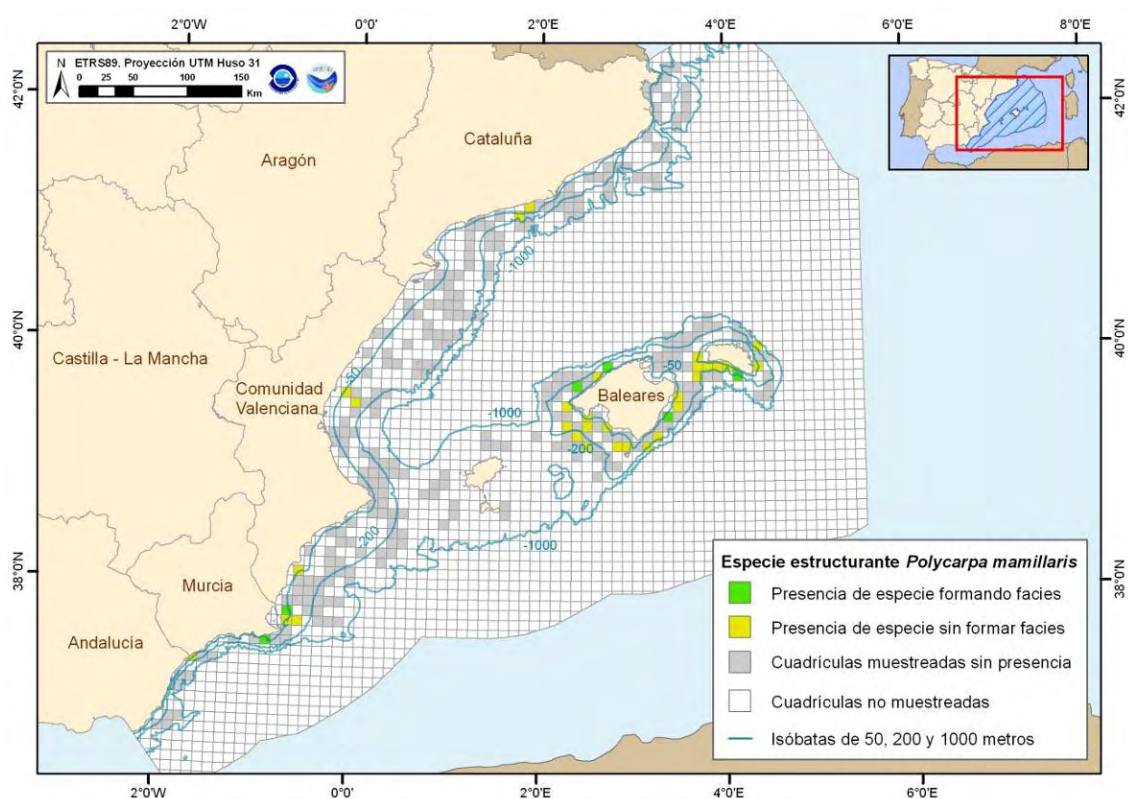 2°0'W
0°0'
2°0'E
4°0'E
6°0'E
8°0'E
N ETRS89. Proyección UTM Huso 31
0 25 50 100 150
Km
42°0'N
42°0'N
Cataluña
Aragón
-1000
40°0'N
40°0'N
Castilla - La Mancha
-50
-50
Comunidad
Valenciana
Baleares
-1000
-200
-200
-1000
38°0'N
38°0'N
Murcia
Andalucía
Especie estructurante Polycarpa mamillaris
Presencia de especie formando facies
Presencia de especie sin formar facies
Cuadrículas muestreadas sin presencia
Cuadrículas no muestreadas
Isóbatas de 50, 200 y 1000 metros
2°0'W
0°0'
2°0'E
4°0'E
6°0'E